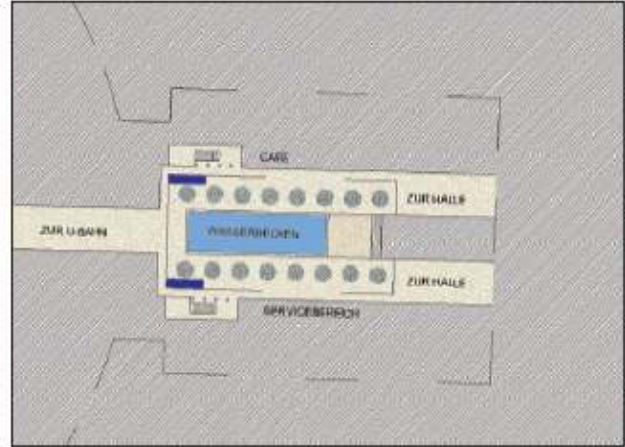 CAFE
ZUR HALLE
ZUR U-BAHN
WASSERBECKEN
ZUR HALLE
SERVICEBEREICH